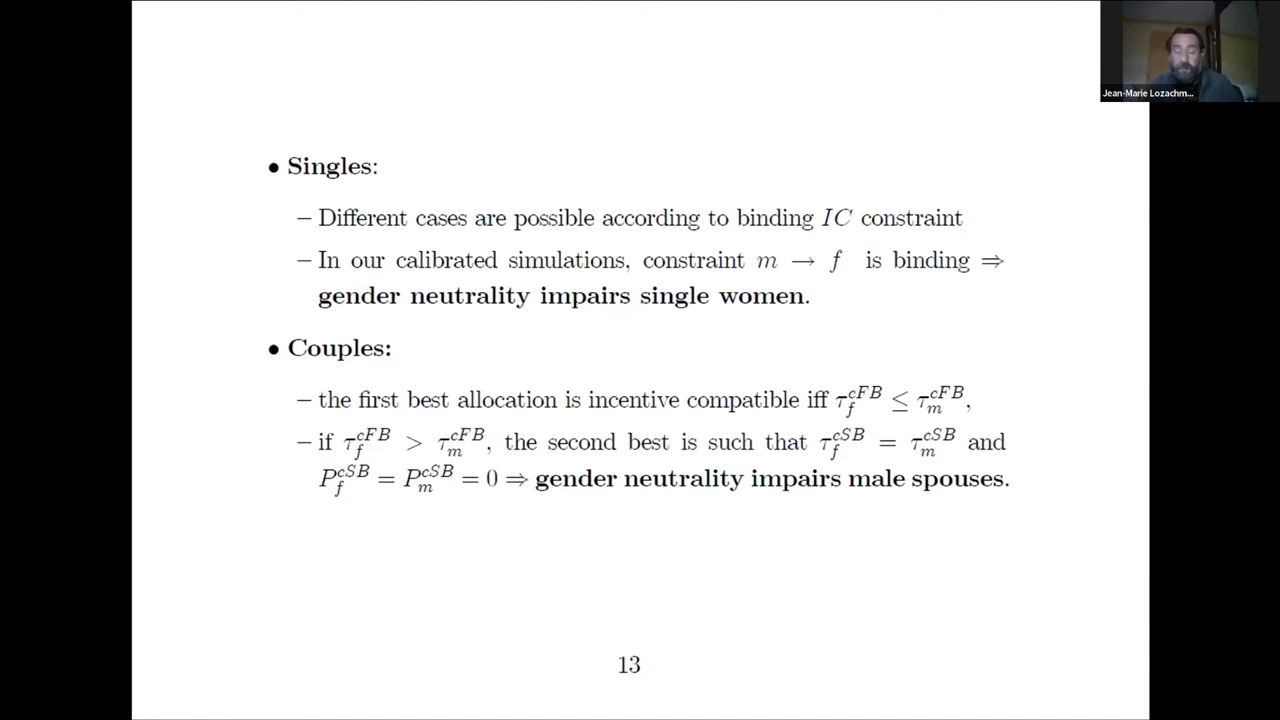 Jean-Marie Lozachm...
• Singles:
– Different cases are possible according to binding IC constraint
– In our calibrated simulations, constraint m → f is binding ⇒
gender neutrality impairs single women.
• Couples:
– the first best allocation is incentive compatible iff τ_f^{cFB} ≤ τ_m^{cFB},
– if τ_f^{cFB} > τ_m^{cFB}, the second best is such that τ_f^{cSB} = τ_m^{cSB} and
P_f^{cSB} = P_m^{cSB} = 0 ⇒ gender neutrality impairs male spouses.
13